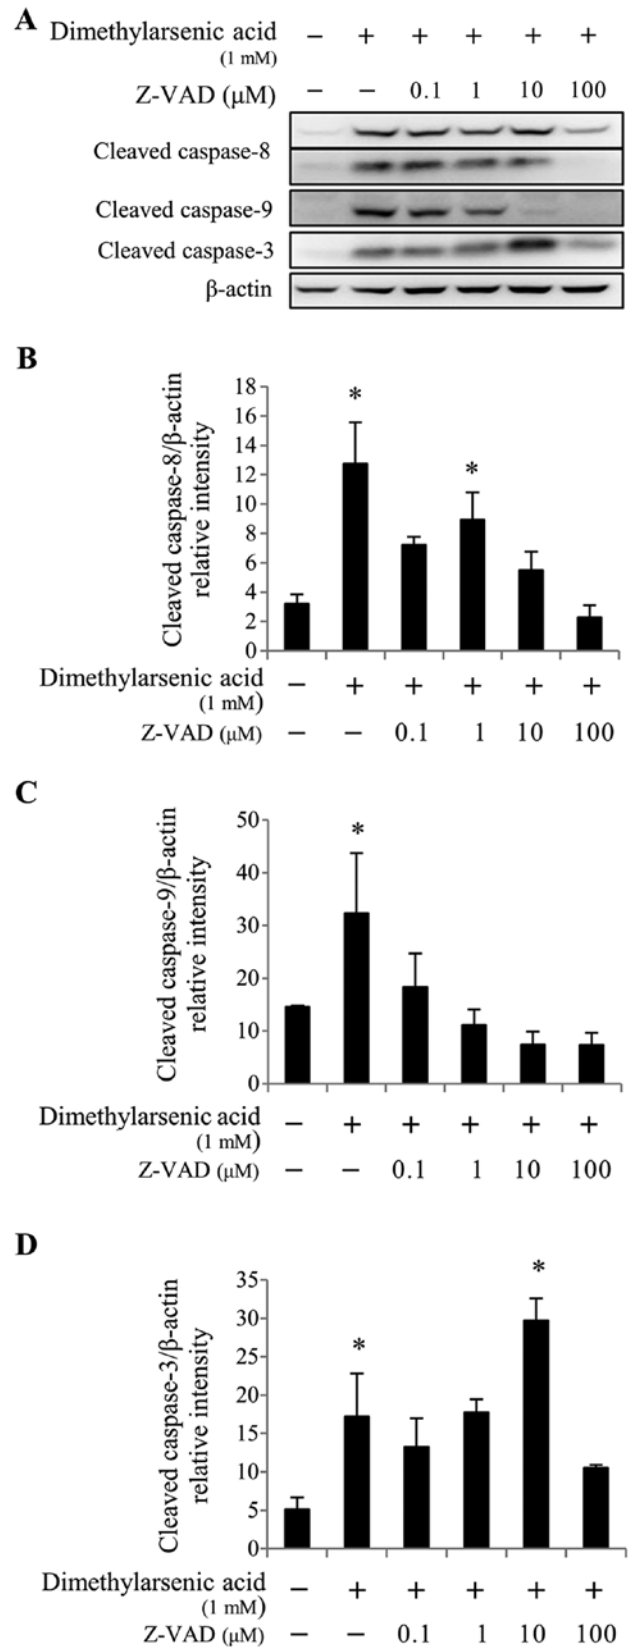 A
Dimethylarsenic acid − + + + + +
(1 mM)
Z-VAD (μM) − − 0.1 1 10 100
Cleaved caspase-8
Cleaved caspase-9
Cleaved caspase-3
β-actin
B
Cleaved caspase-8/β-actin
relative intensity
18
16
14
12
10
8
6
4
2
0
*
*
Dimethylarsenic acid − + + + + +
(1 mM)
Z-VAD (μM) − − 0.1 1 10 100
C
Cleaved caspase-9/β-actin
relative intensity
50
40
30
20
10
0
*
Dimethylarsenic acid − + + + + +
(1 mM)
Z-VAD (μM) − − 0.1 1 10 100
D
Cleaved caspase-3/β-actin
relative intensity
35
30
25
20
15
10
5
0
*
*
Dimethylarsenic acid − + + + + +
(1 mM)
Z-VAD (μM) − − 0.1 1 10 100